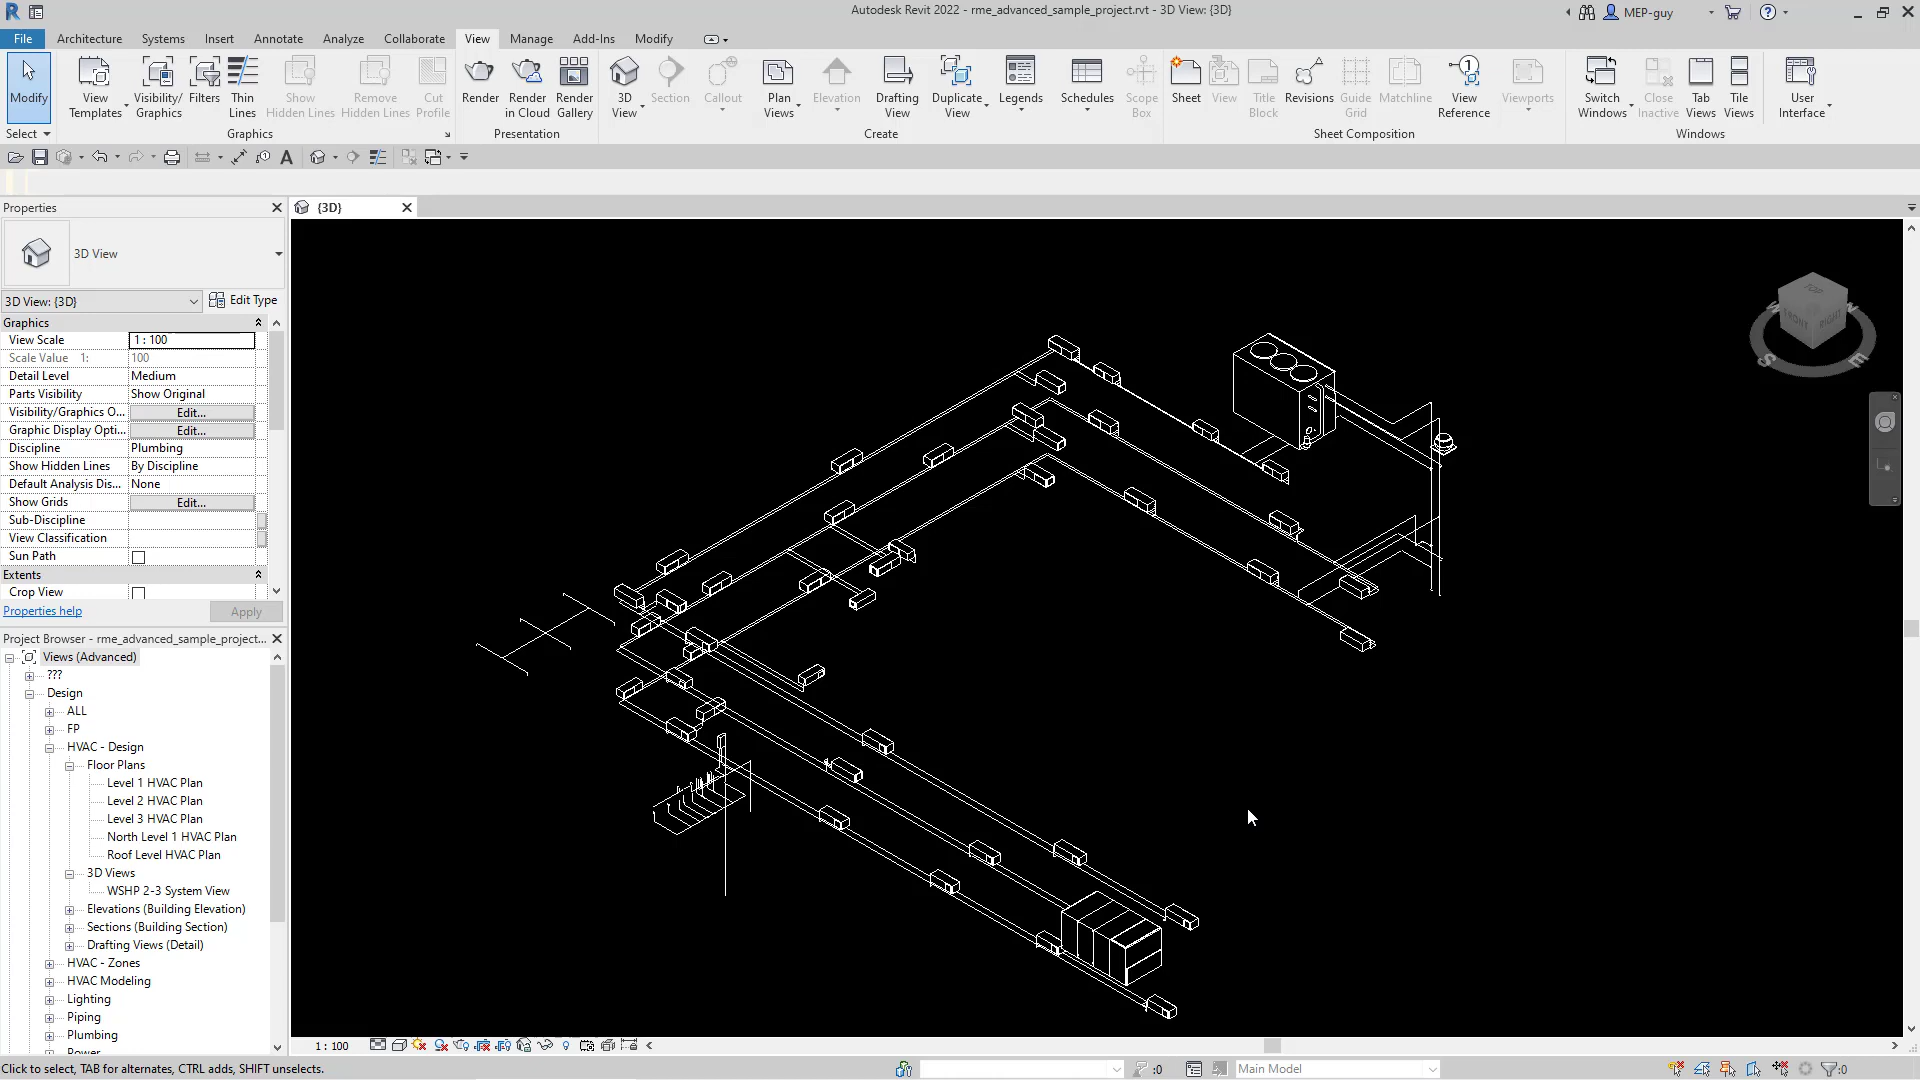 Autodesk Revit 2022 - rme_advanced_sample_project.rvt - 3D View: {3D}
MEP-guy
File Architecture Systems Insert Annotate Analyze Collaborate View Manage Add-Ins Modify
Modify
View Templates
Visibility/ Graphics
Filters
Thin Lines
Show Hidden Lines
Remove Hidden Lines
Cut Profile
Render
Render in Cloud
Render Gallery
3D View
Section
Callout
Plan Views
Elevation
Drafting View
Duplicate View
Legends
Schedules
Scope Box
Sheet
View
Title Block
Revisions
Guide Grid
Matchline
View Reference
Viewports
Switch Windows
Close Inactive
Tab Views
Tile Views
User Interface
Select Graphics Presentation Create Sheet Composition Windows
Properties
{3D}
3D View
3D View: {3D} Edit Type
Graphics
View Scale 1 : 100
Scale Value 1: 100
Detail Level Medium
Parts Visibility Show Original
Visibility/Graphics O... Edit...
Graphic Display Opti... Edit...
Discipline Plumbing
Show Hidden Lines By Discipline
Default Analysis Dis... None
Show Grids Edit...
Sub-Discipline
View Classification
Sun Path
Extents
Crop View
Properties help Apply
Project Browser - rme_advanced_sample_project...
Views (Advanced)
???
Design
ALL
FP
HVAC - Design
Floor Plans
Level 1 HVAC Plan
Level 2 HVAC Plan
Level 3 HVAC Plan
North Level 1 HVAC Plan
Roof Level HVAC Plan
3D Views
WSHP 2-3 System View
Elevations (Building Elevation)
Sections (Building Section)
Drafting Views (Detail)
HVAC - Zones
HVAC Modeling
Lighting
Piping
Plumbing
Power
TOP
FRONT
RIGHT
W
N
S
E
1 : 100
Click to select, TAB for alternates, CTRL adds, SHIFT unselects.
:0
Main Model
:0